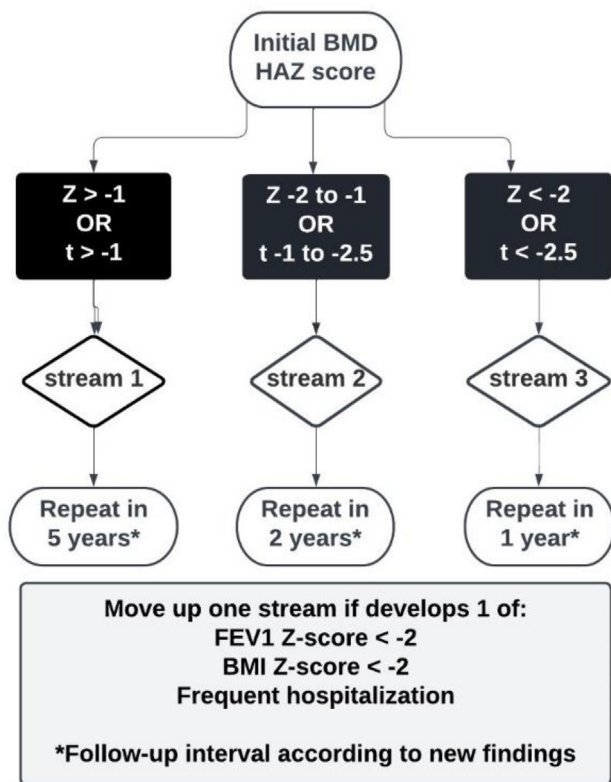 Initial BMD
HAZ score
Z > -1
OR
t > -1
Z -2 to -1
OR
t -1 to -2.5
Z < -2
OR
t < -2.5
stream 1
stream 2
stream 3
Repeat in
5 years*
Repeat in
2 years*
Repeat in
1 year*
Move up one stream if develops 1 of:
FEV1 Z-score < -2
BMI Z-score < -2
Frequent hospitalization
*Follow-up interval according to new findings